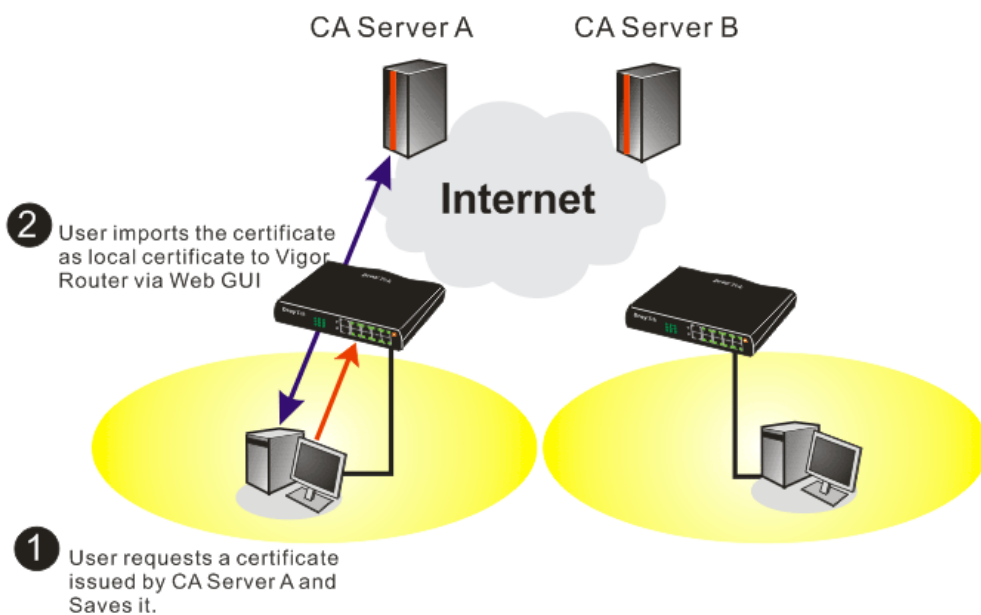 CA Server A
CA Server B
Internet
2
User imports the certificate
as local certificate to Vigor
Router via Web GUI
1
User requests a certificate
issued by CA Server A and
Saves it.